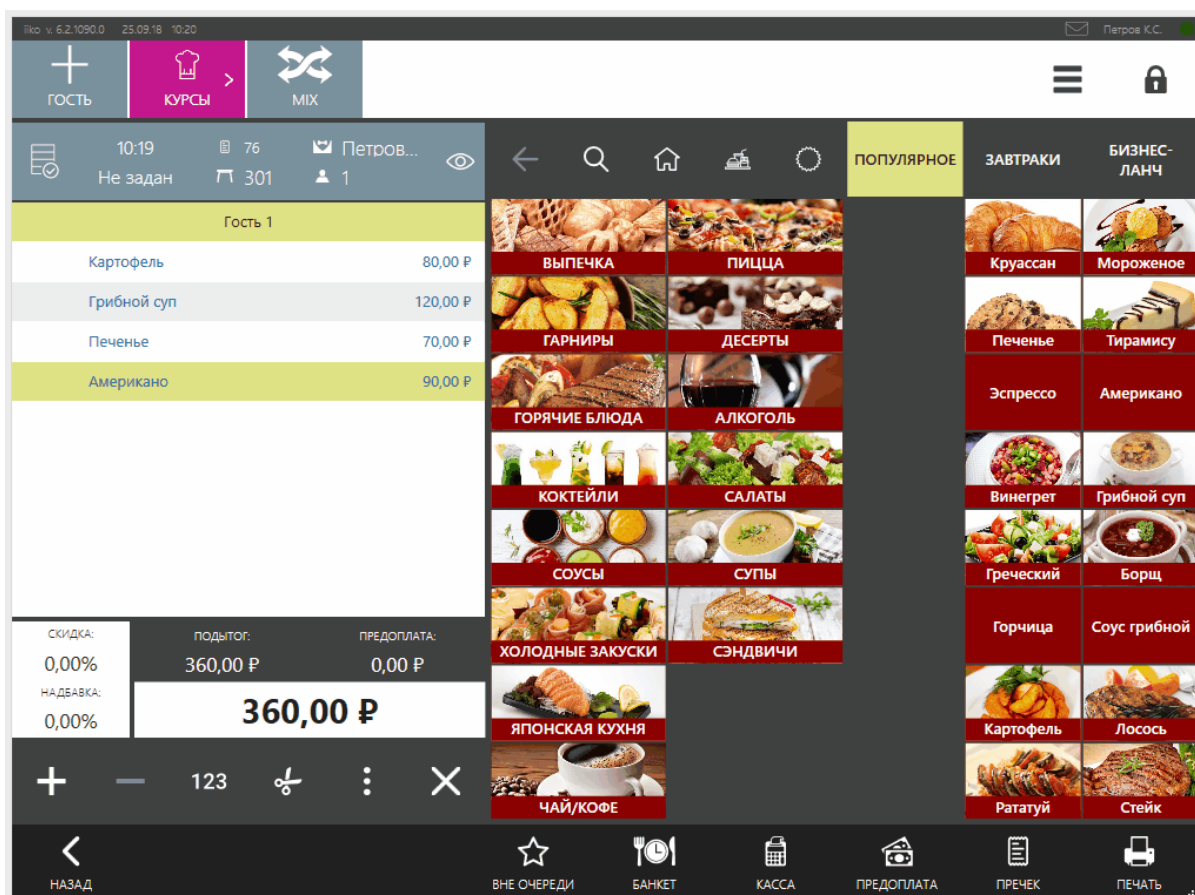 iiko v. 6.2.1090.0 25.09.18 10:20 Петров К.С.
ГОСТЬ КУРСЫ MIX
10:19 76 Петров...
Не задан 301 1
ПОПУЛЯРНОЕ ЗАВТРАКИ БИЗНЕС-
ЛАНЧ
Гость 1
Картофель 80,00 ₽
Грибной суп 120,00 ₽
Печенье 70,00 ₽
Американо 90,00 ₽
СКИДКА: ПОДЫТОГ: ПРЕДОПЛАТА:
0,00% 360,00 ₽ 0,00 ₽
НАДБАВКА:
0,00% 360,00 ₽
123
ВЫПЕЧКА ПИЦЦА Круассан Мороженое
ГАРНИРЫ ДЕСЕРТЫ Печенье Тирамису
Эспрессо Американо
ГОРЯЧИЕ БЛЮДА АЛКОГОЛЬ
КОКТЕЙЛИ САЛАТЫ Винегрет Грибной суп
СОУСЫ СУПЫ Греческий Борщ
Горчица Соус грибной
ХОЛОДНЫЕ ЗАКУСКИ СЭНДВИЧИ
ЯПОНСКАЯ КУХНЯ Картофель Лосось
ЧАЙ/КОФЕ Рататуй Стейк
НАЗАД ВНЕ ОЧЕРЕДИ БАНКЕТ КАССА ПРЕДОПЛАТА ПРЕЧЕК ПЕЧАТЬ